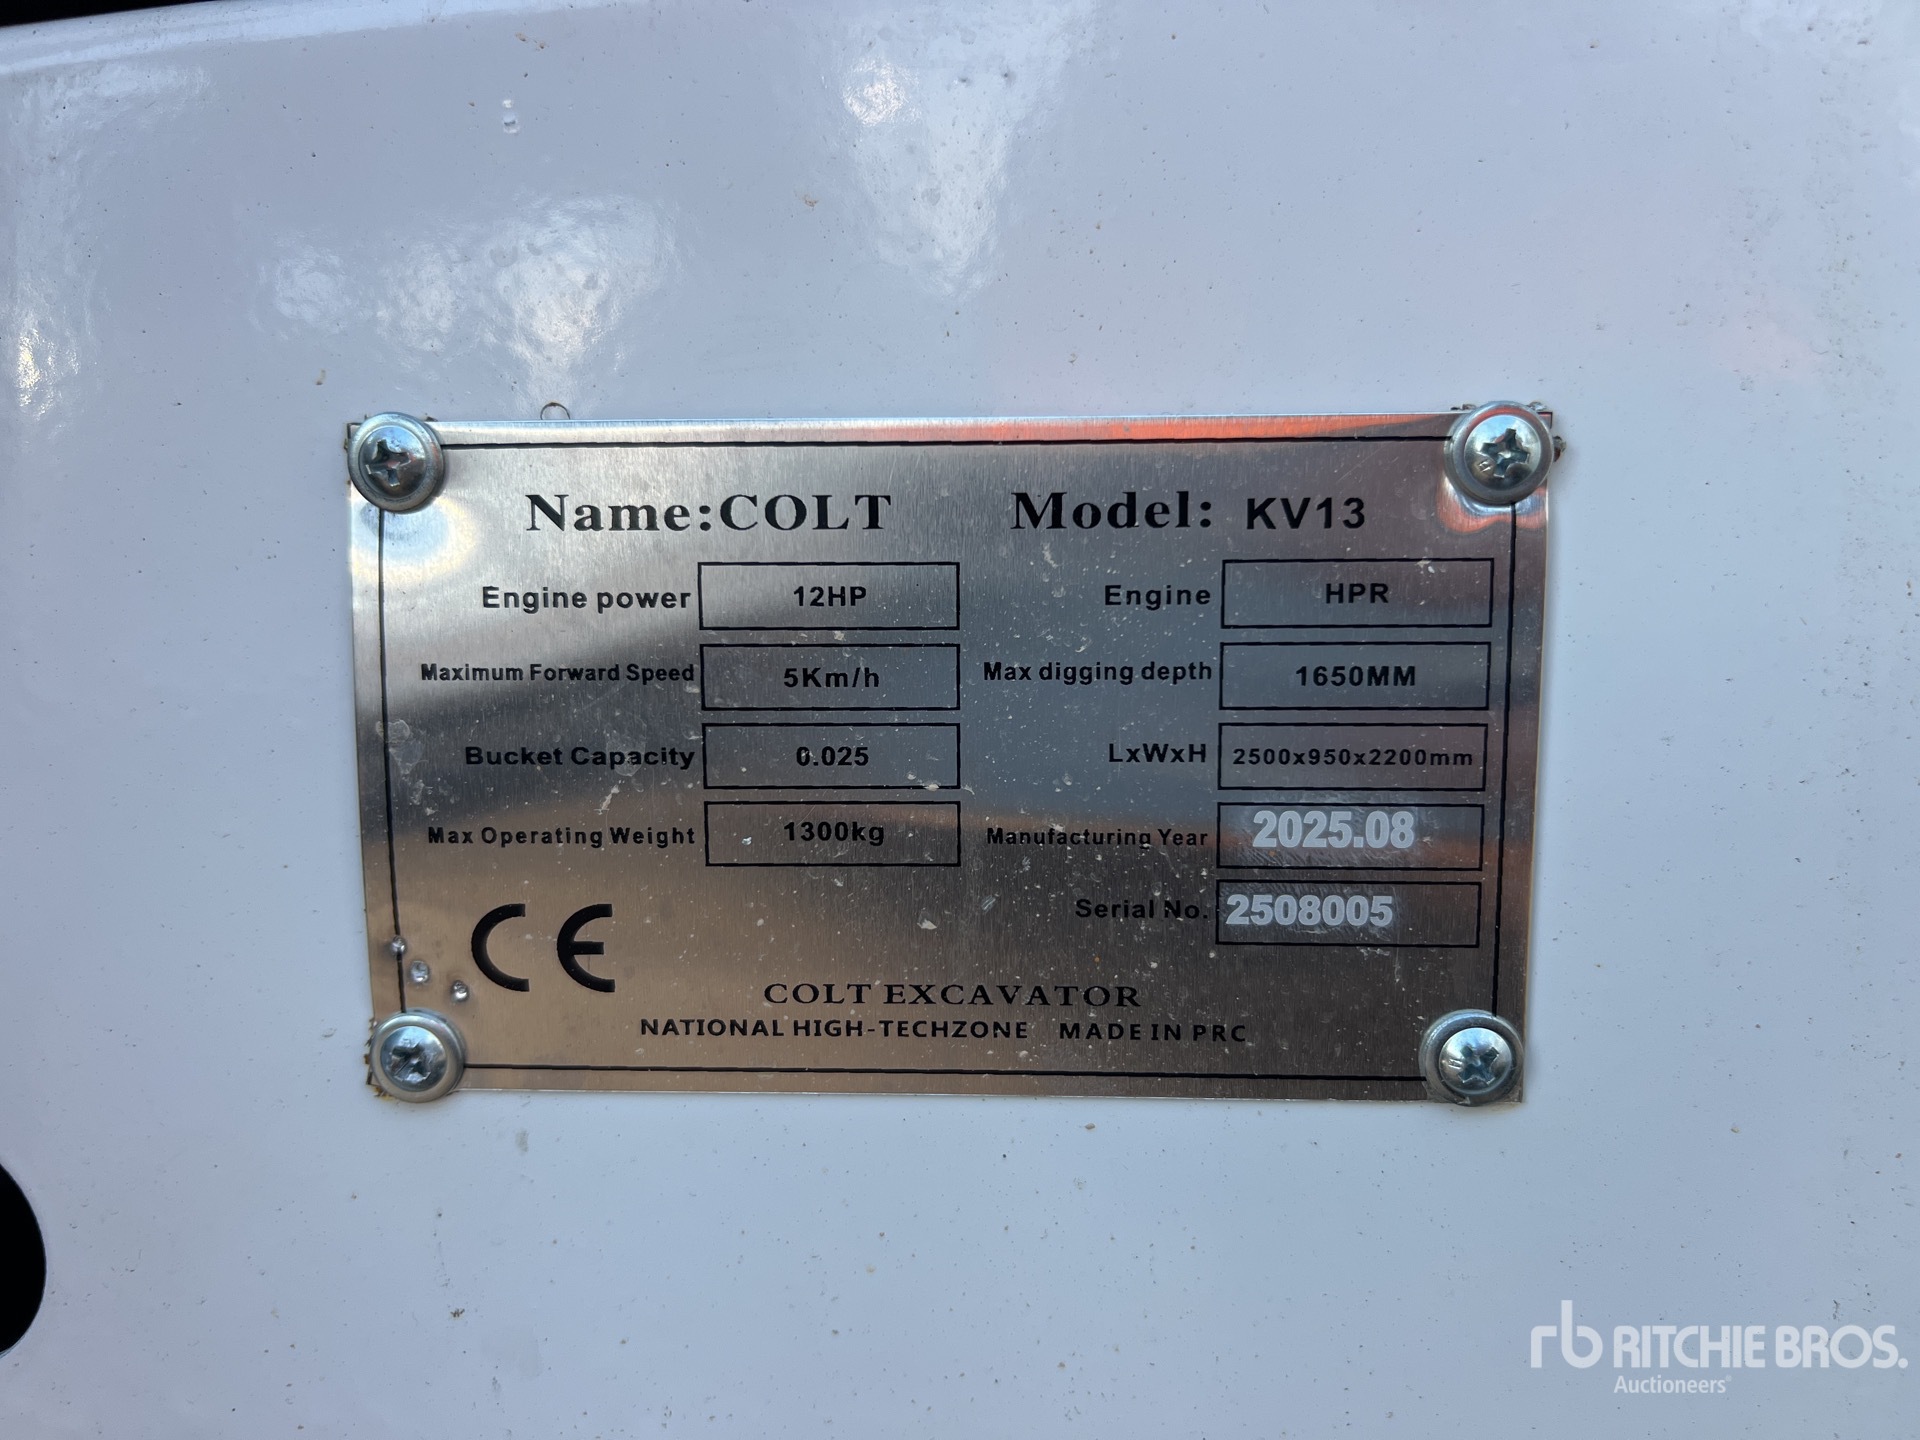 Name:COLT Model: KV13
Engine power 12HP Engine HPR
Maximum Forward Speed 5Km/h Max digging depth 1650MM
Bucket Capacity 0.025 LxWxH 2500x950x2200mm
Max Operating Weight 1300kg Manufacturing Year 2025.08
Serial No. 2508005
CE
COLT EXCAVATOR
NATIONAL HIGH-TECHZONE MADE IN PRC
rb RITCHIE BROS.
Auctioneers